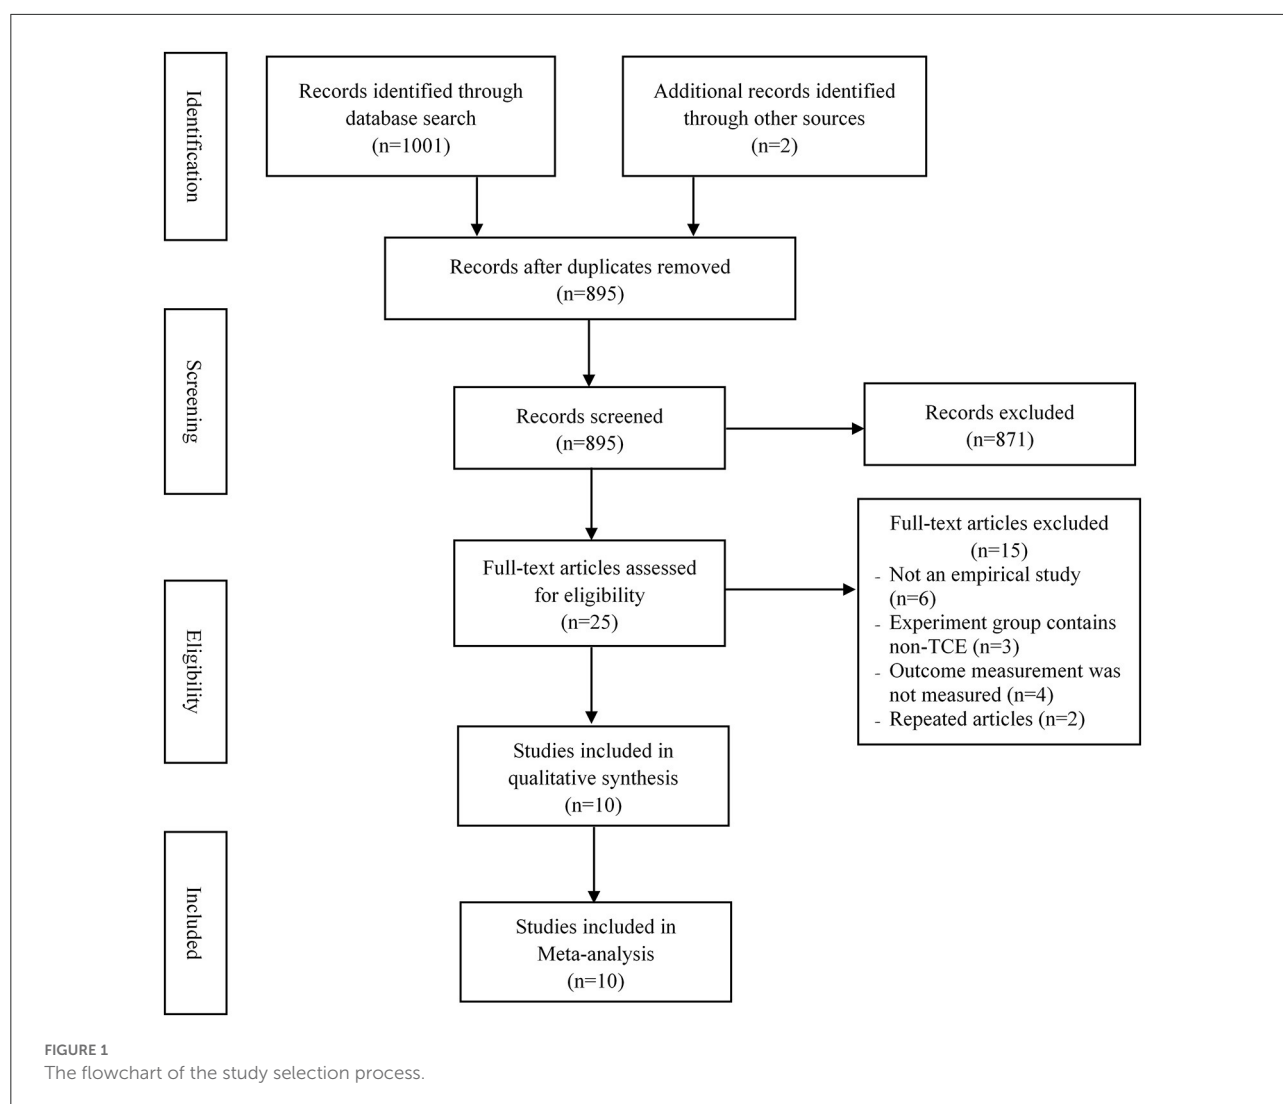 Identification
Records identified through
database search
(n=1001)
Additional records identified
through other sources
(n=2)
Records after duplicates removed
(n=895)
Screening
Records screened
(n=895)
Records excluded
(n=871)
Eligibility
Full-text articles assessed
for eligibility
(n=25)
Full-text articles excluded
(n=15)
- Not an empirical study
(n=6)
- Experiment group contains
non-TCE (n=3)
- Outcome measurement was
not measured (n=4)
- Repeated articles (n=2)
Studies included in
qualitative synthesis
(n=10)
Included
Studies included in
Meta-analysis
(n=10)
FIGURE 1
The flowchart of the study selection process.